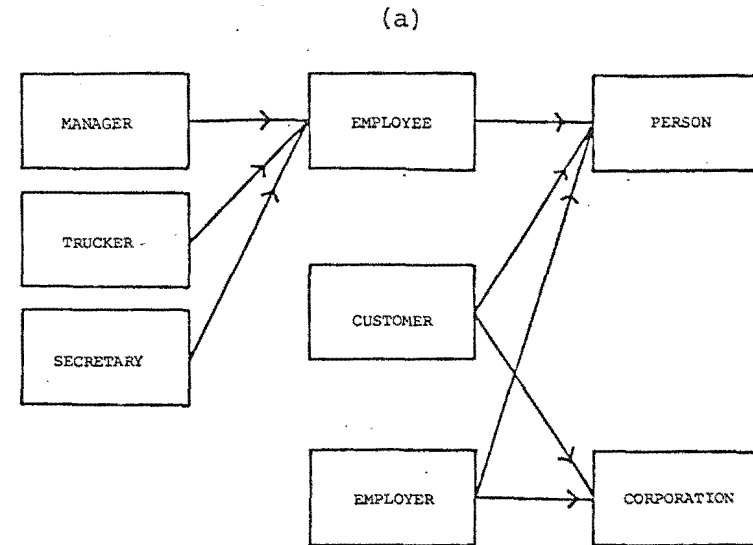 (a)
MANAGER
EMPLOYEE
PERSON
TRUCKER
CUSTOMER
SECRETARY
EMPLOYER
CORPORATION